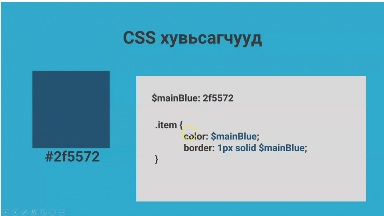 CSS хувьсагчууд
#2f5572
$mainBlue: 2f5572
.item {
color: $mainBlue;
border: 1px solid $mainBlue;
}